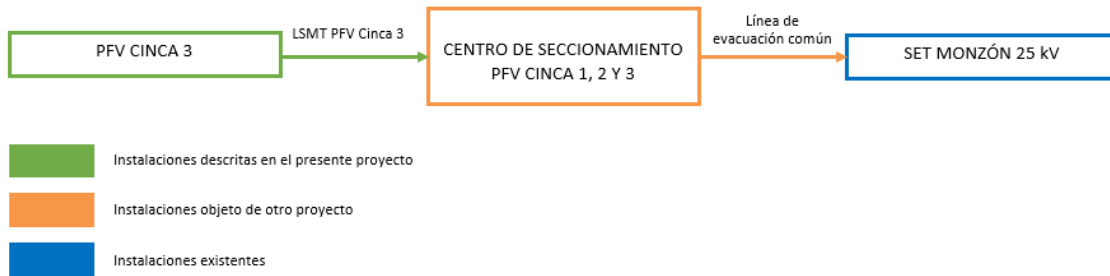 PFV CINCA 3
LSMT PFV Cinca 3
CENTRO DE SECCIONAMIENTO
PFV CINCA 1, 2 Y 3
Línea de
evacuación común
SET MONZÓN 25 kV
Instalaciones descritas en el presente proyecto
Instalaciones objeto de otro proyecto
Instalaciones existentes